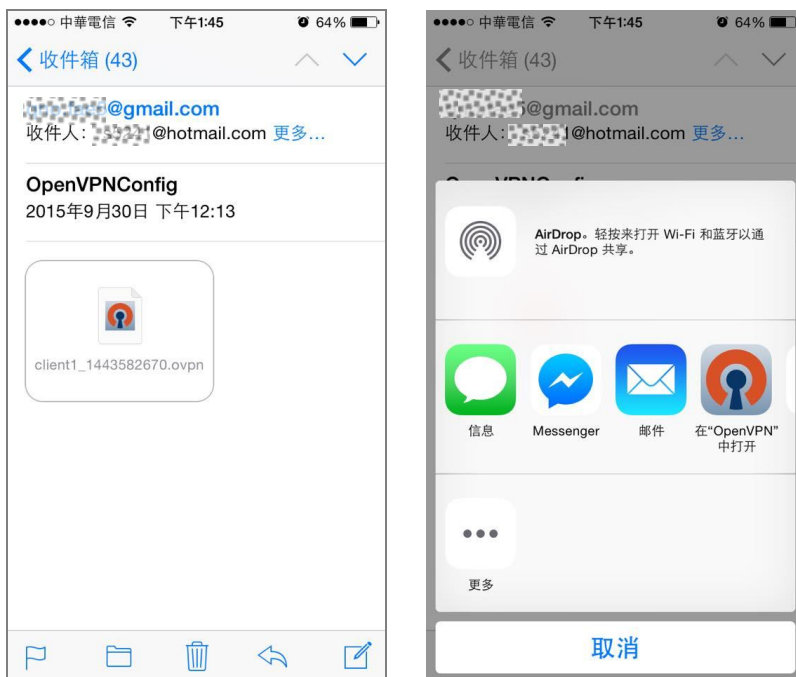 中華電信 下午1:45 64%
收件箱 (43)
@gmail.com
收件人: @hotmail.com 更多...
OpenVPNConfig
2015年9月30日 下午12:13
client1_1443582670.ovpn
中華電信 下午1:45 64%
收件箱 (43)
@gmail.com
收件人: 1@hotmail.com 更多...
AirDrop。轻按来打开 Wi-Fi 和蓝牙以通
过 AirDrop 共享。
信息
Messenger
邮件
在“OpenVPN”
中打开
更多
取消